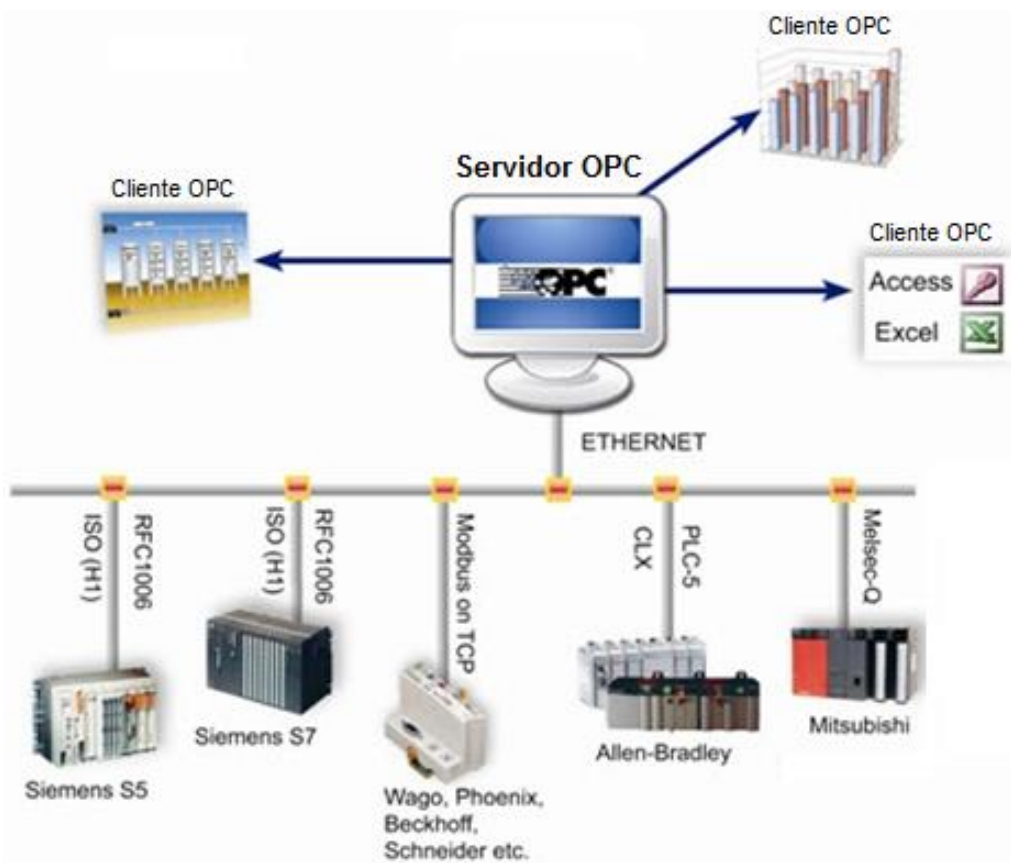 Cliente OPC
Servidor OPC
Cliente OPC
Cliente OPC
Access
Excel
OPC
ETHERNET
ISO (H1)
RFC1006
ISO (H1)
RFC1006
Modbus on TCP
CLX
PLC-5
Melsec-Q
Siemens S5
Siemens S7
Wago, Phoenix,
Beckhoff,
Schneider etc.
Allen-Bradley
Mitsubishi